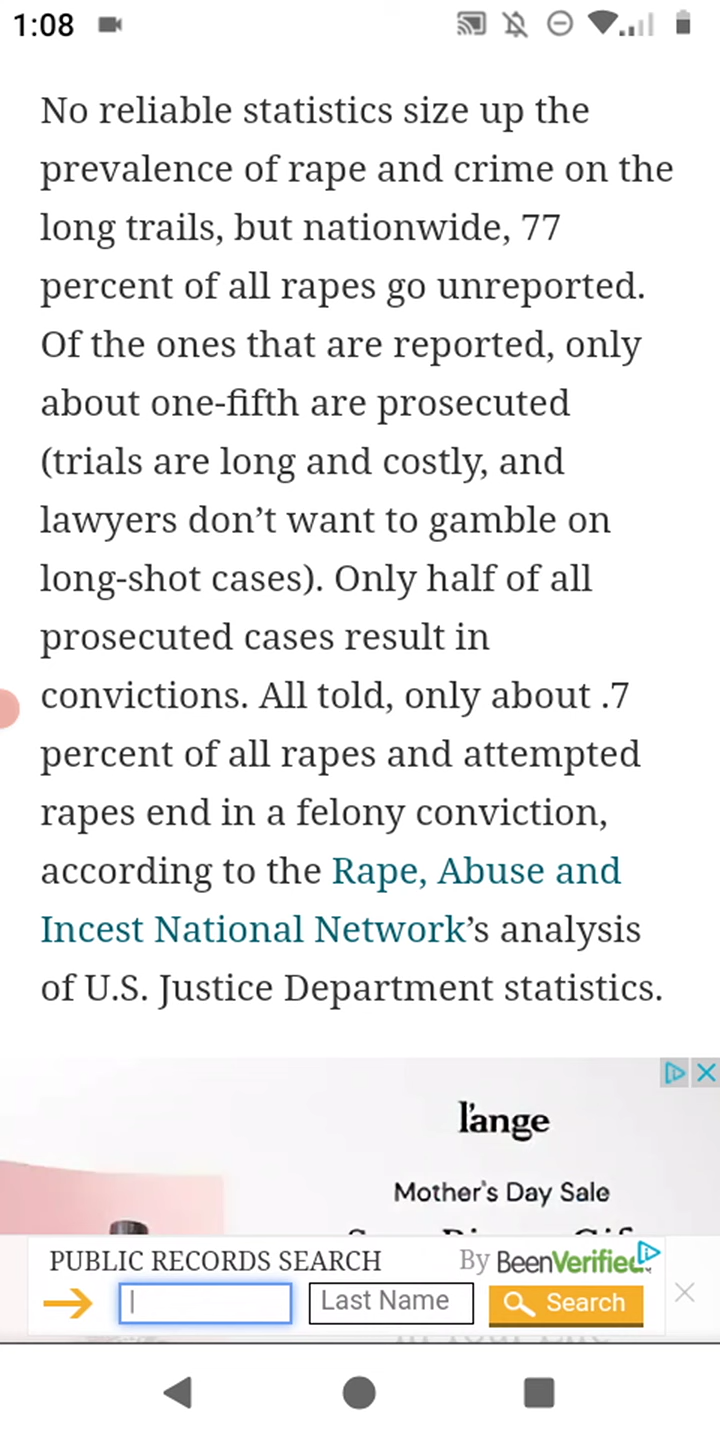 1:08
No reliable statistics size up the
prevalence of rape and crime on the
long trails, but nationwide, 77
percent of all rapes go unreported.
Of the ones that are reported, only
about one-fifth are prosecuted
(trials are long and costly, and
lawyers don’t want to gamble on
long-shot cases). Only half of all
prosecuted cases result in
convictions. All told, only about .7
percent of all rapes and attempted
rapes end in a felony conviction,
according to the Rape, Abuse and
Incest National Network’s analysis
of U.S. Justice Department statistics.
l'ange
Mother's Day Sale
PUBLIC RECORDS SEARCH By BeenVerified
Last Name Search